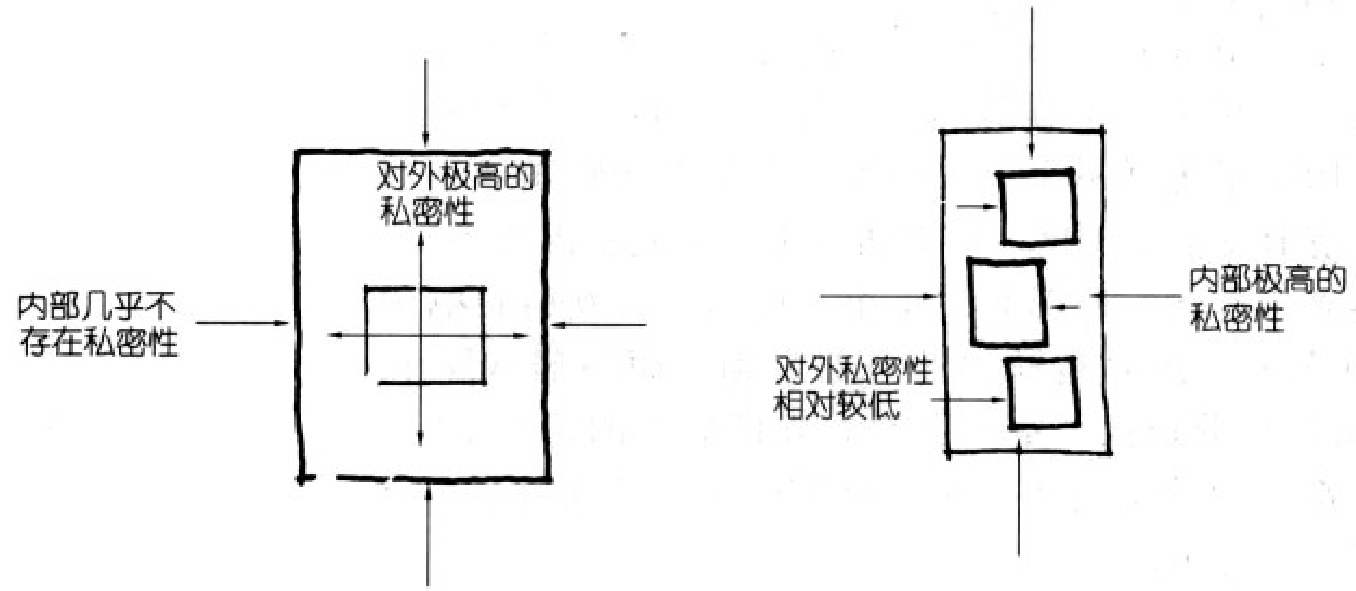 对外极高的
私密性
内部几乎不
存在私密性
内部极高的
私密性
对外私密性
相对较低